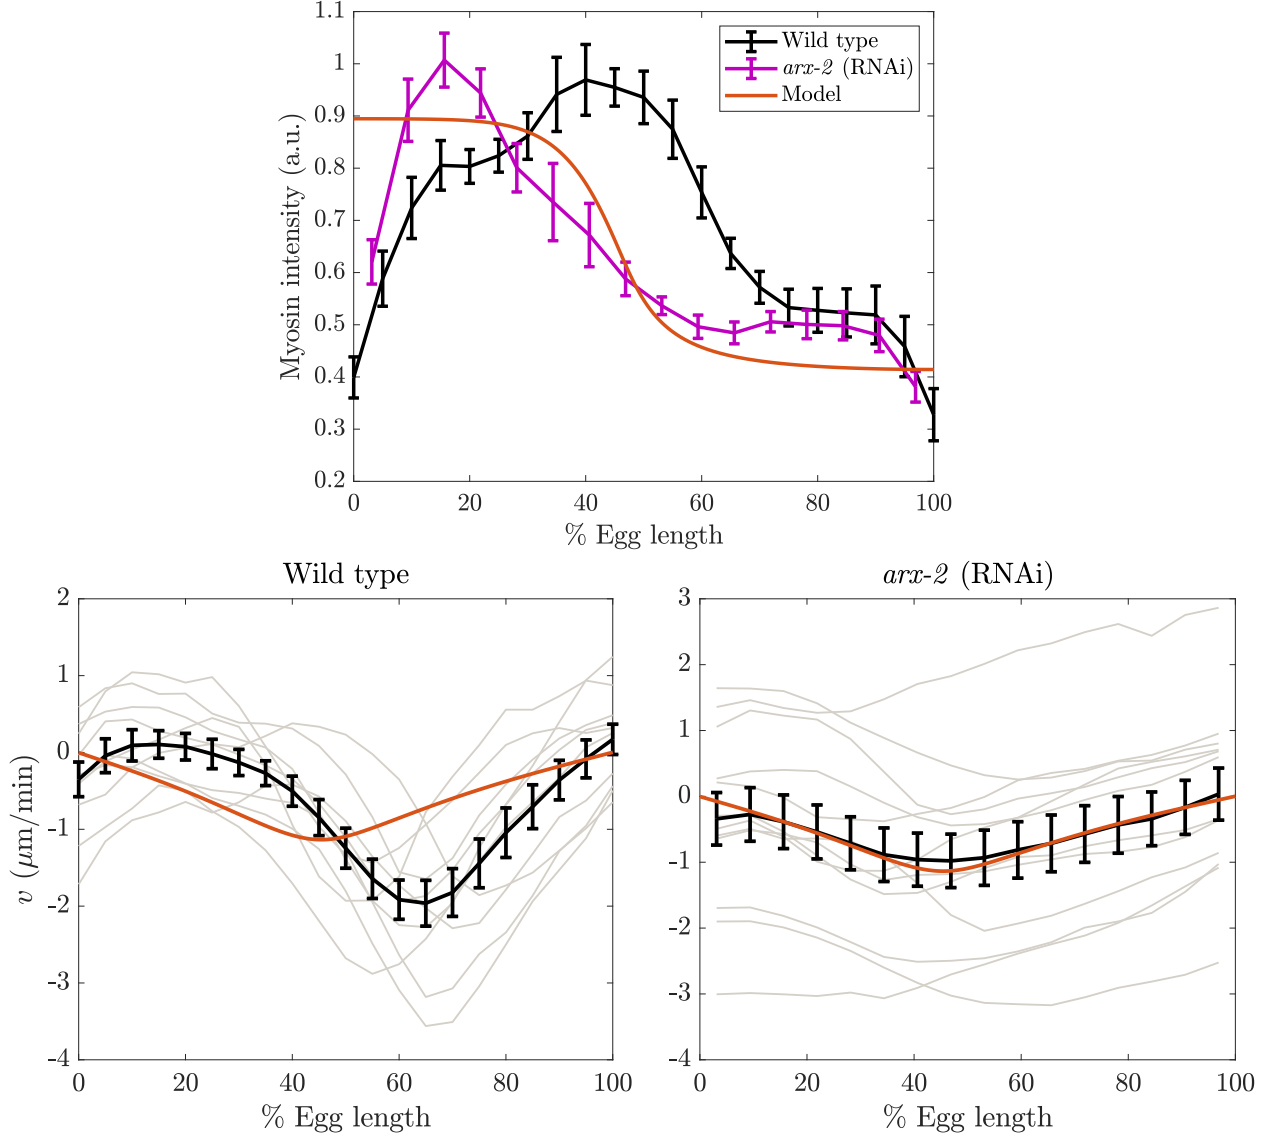 1.1
1
0.9
0.8
0.7
0.6
0.5
0.4
0.3
0.2
Myosin intensity (a.u.)
Wild type
arx-2 (RNAi)
Model
0 20 40 60 80 100
% Egg length
Wild type
2
1
0
-1
-2
-3
-4
v (μm/min)
0 20 40 60 80 100
% Egg length
arx-2 (RNAi)
3
2
1
0
-1
-2
-3
-4
0 20 40 60 80 100
% Egg length